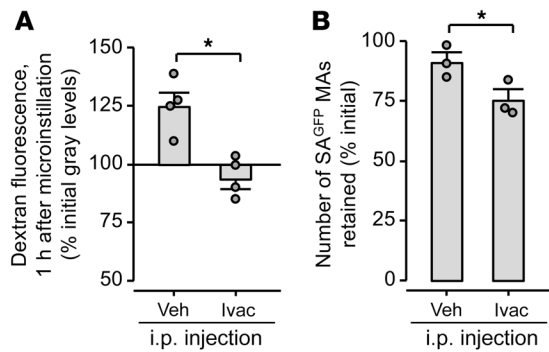 A
Dextran fluorescence,
1 h after microinstillation
(% initial gray levels)
150
125
100
75
50
*
Veh Ivac
i.p. injection
B
Number of SA^GFP MAs
retained (% initial)
100
75
50
25
0
*
Veh Ivac
i.p. injection